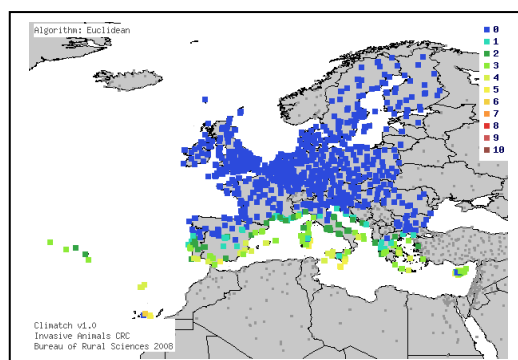 Algorithm: Euclidean
0
1
2
3
4
5
6
7
8
9
10
Climatch v1.0
Invasive Animals CRC
Bureau of Rural Sciences 2008